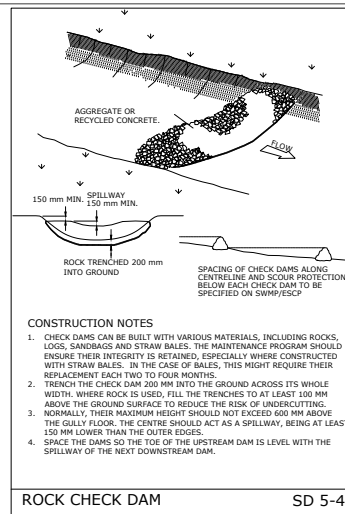 AGGREGATE OR
RECYCLED CONCRETE.
FLOW
150 mm MIN.
SPILLWAY
150 mm MIN.
ROCK TRENCHED 200 mm
INTO GROUND
SPACING OF CHECK DAMS ALONG
CENTRELINE AND SCOUR PROTECTION
BELOW EACH CHECK DAM TO BE
SPECIFIED ON SWMP/ESCP
CONSTRUCTION NOTES
1. CHECK DAMS CAN BE BUILT WITH VARIOUS MATERIALS, INCLUDING ROCKS,
LOGS, SANDBAGS AND STRAW BALES. THE MAINTENANCE PROGRAM SHOULD
ENSURE THEIR INTEGRITY IS RETAINED, ESPECIALLY WHERE CONSTRUCTED
WITH STRAW BALES. IN THE CASE OF BALES, THIS MIGHT REQUIRE THEIR
REPLACEMENT EACH TWO TO FOUR MONTHS.
2. TRENCH THE CHECK DAM 200 MM INTO THE GROUND ACROSS ITS WHOLE
WIDTH. WHERE ROCK IS USED, FILL THE TRENCHES TO AT LEAST 100 MM
ABOVE THE GROUND SURFACE TO REDUCE THE RISK OF UNDERCUTTING.
3. NORMALLY, THEIR MAXIMUM HEIGHT SHOULD NOT EXCEED 600 MM ABOVE
THE GULLY FLOOR. THE CENTRE SHOULD ACT AS A SPILLWAY, BEING AT LEAST
150 MM LOWER THAN THE OUTER EDGES.
4. SPACE THE DAMS SO THE TOE OF THE UPSTREAM DAM IS LEVEL WITH THE
SPILLWAY OF THE NEXT DOWNSTREAM DAM.
ROCK CHECK DAM SD 5-4